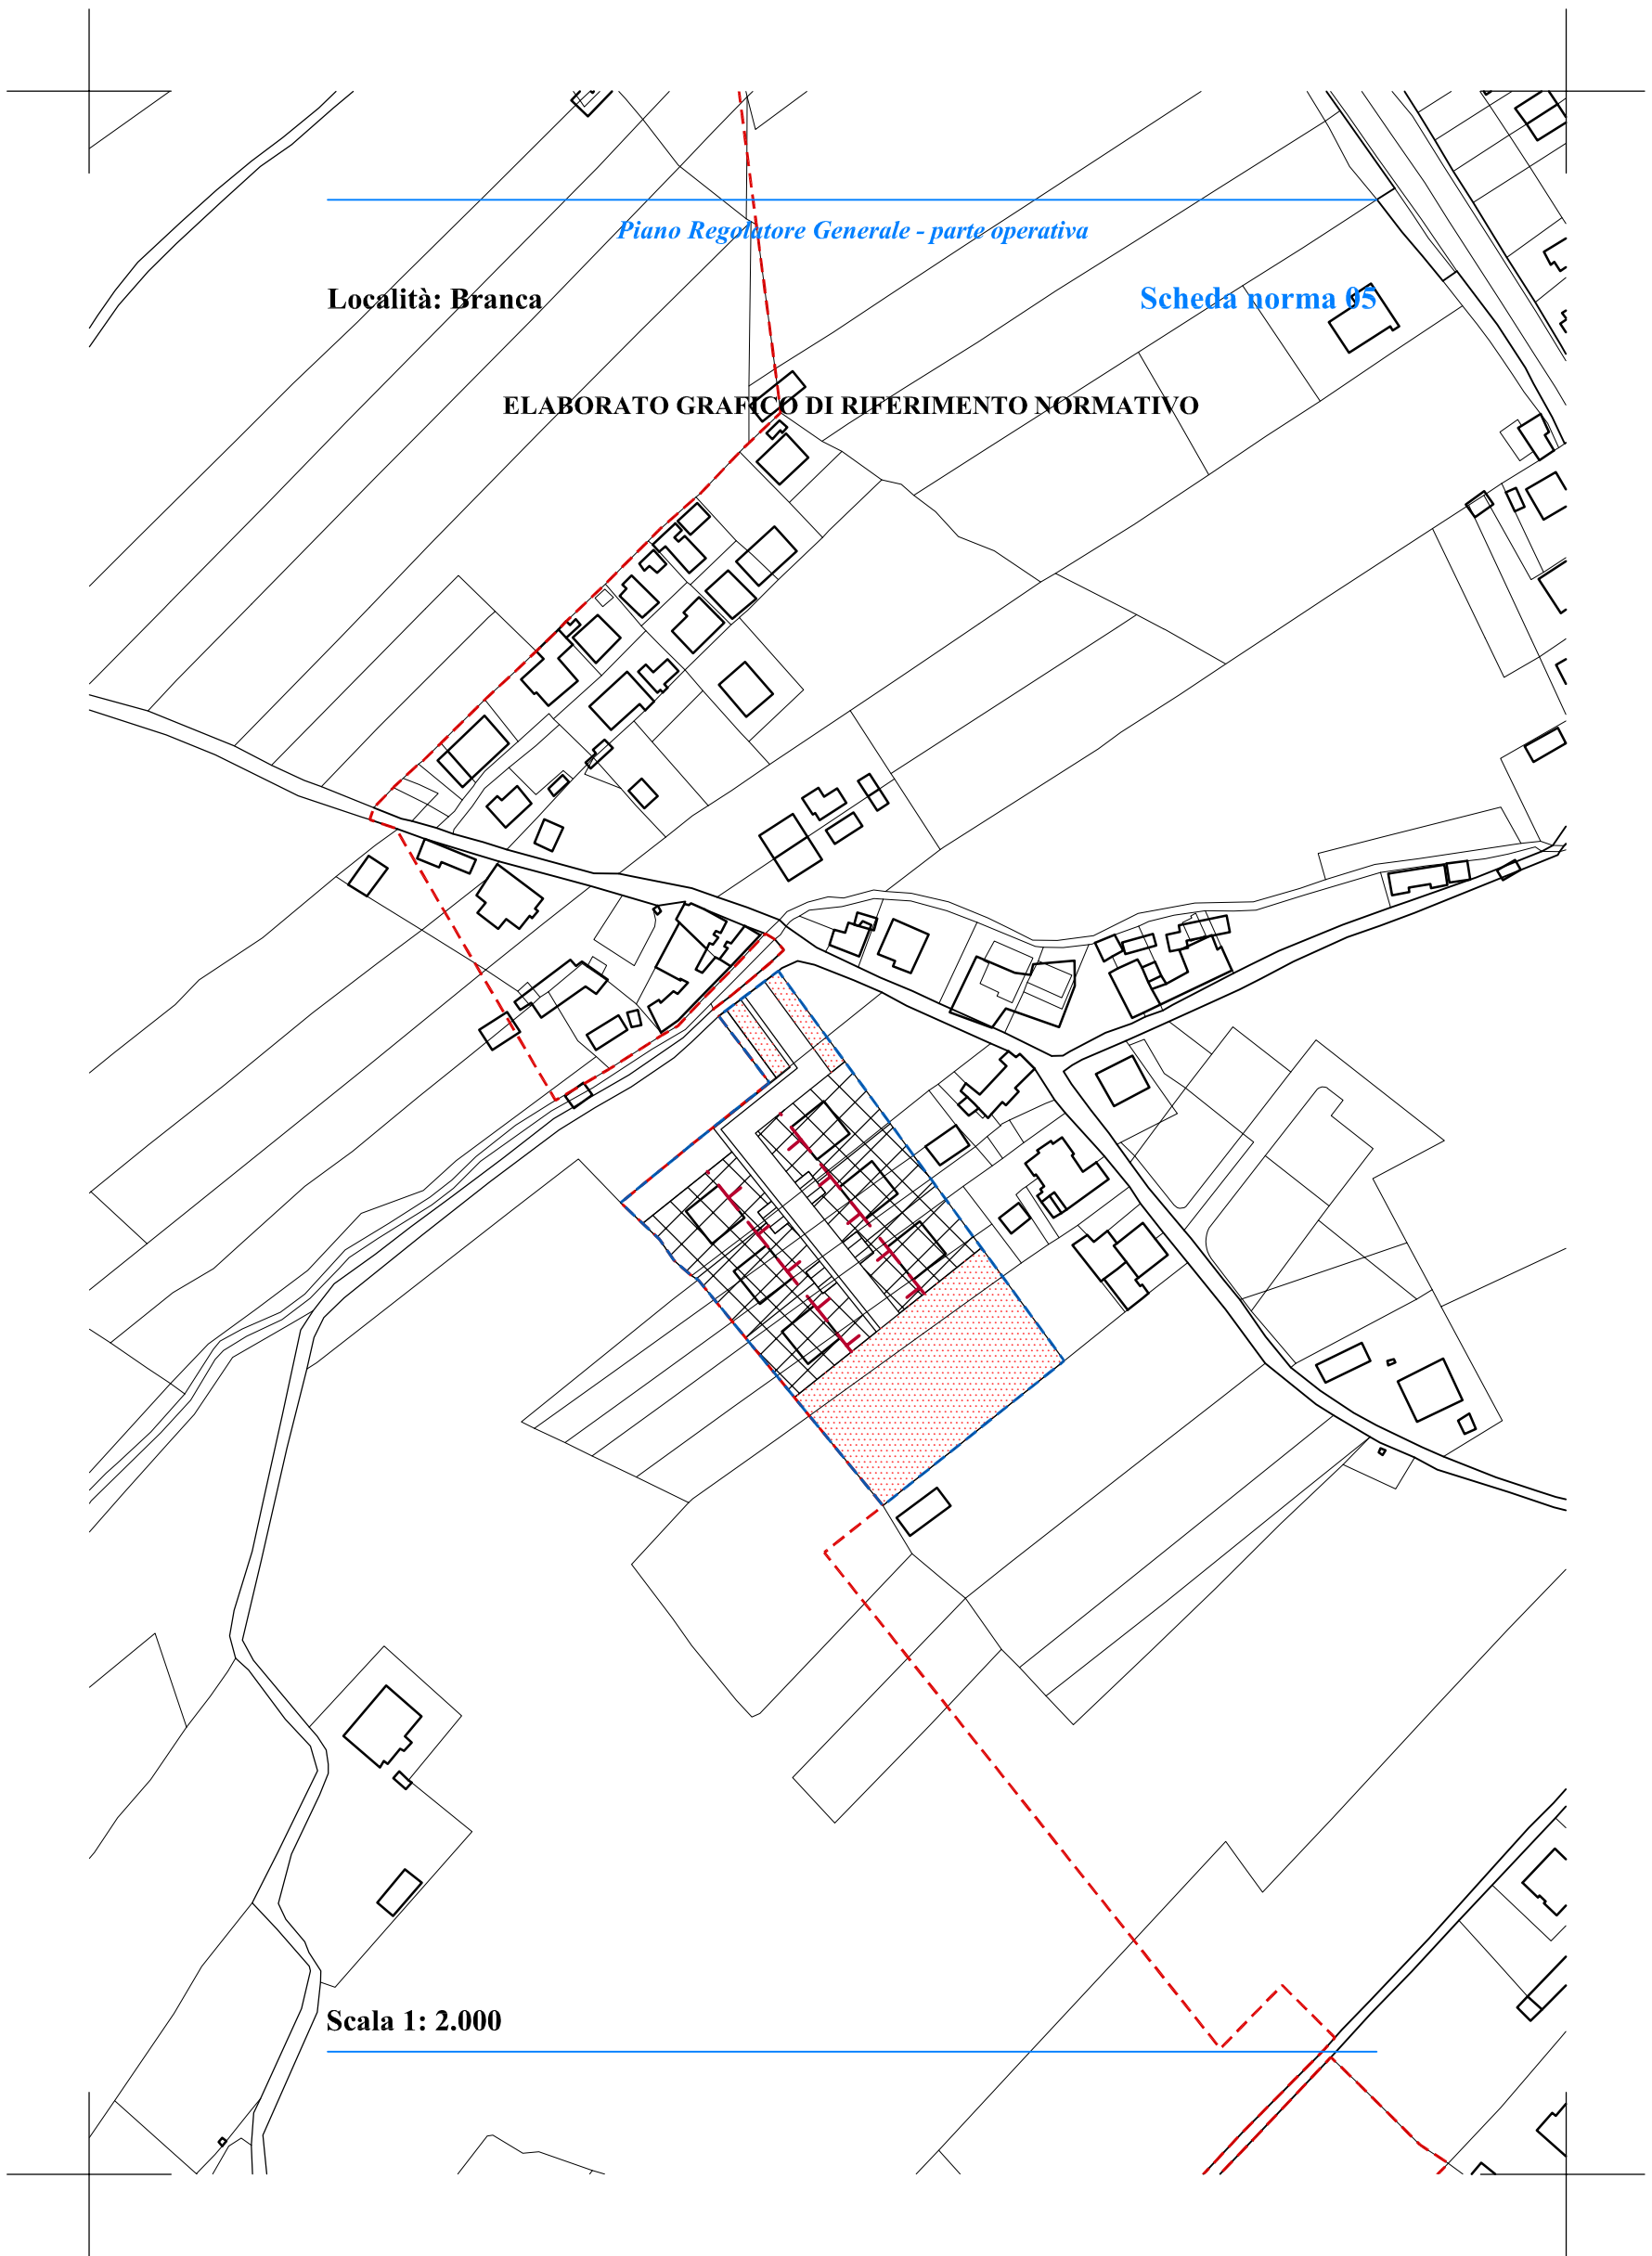 Piano Regolatore Generale - parte operativa
Località: Branca
Scheda norma 05
ELABORATO GRAFICO DI RIFERIMENTO NORMATIVO
Scala 1: 2.000